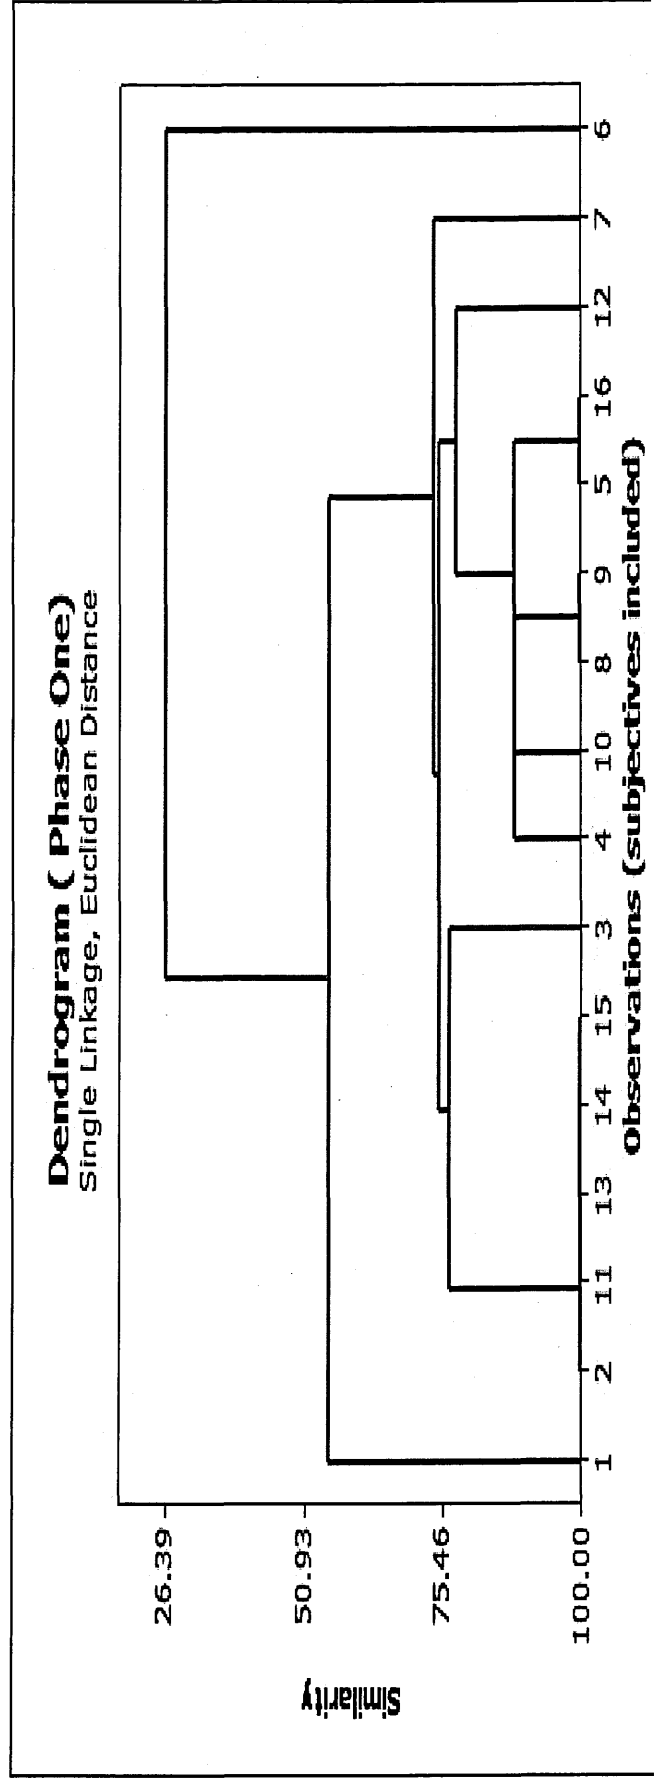 Dendrogram ( Phase One)
Single Linkage, Euclidean Distance
Similarity
26.39
50.93
75.46
100.00
1 2 11 13 14 15 3 4 10 8 9 5 16 12 7 6
Observations (subjectives included)